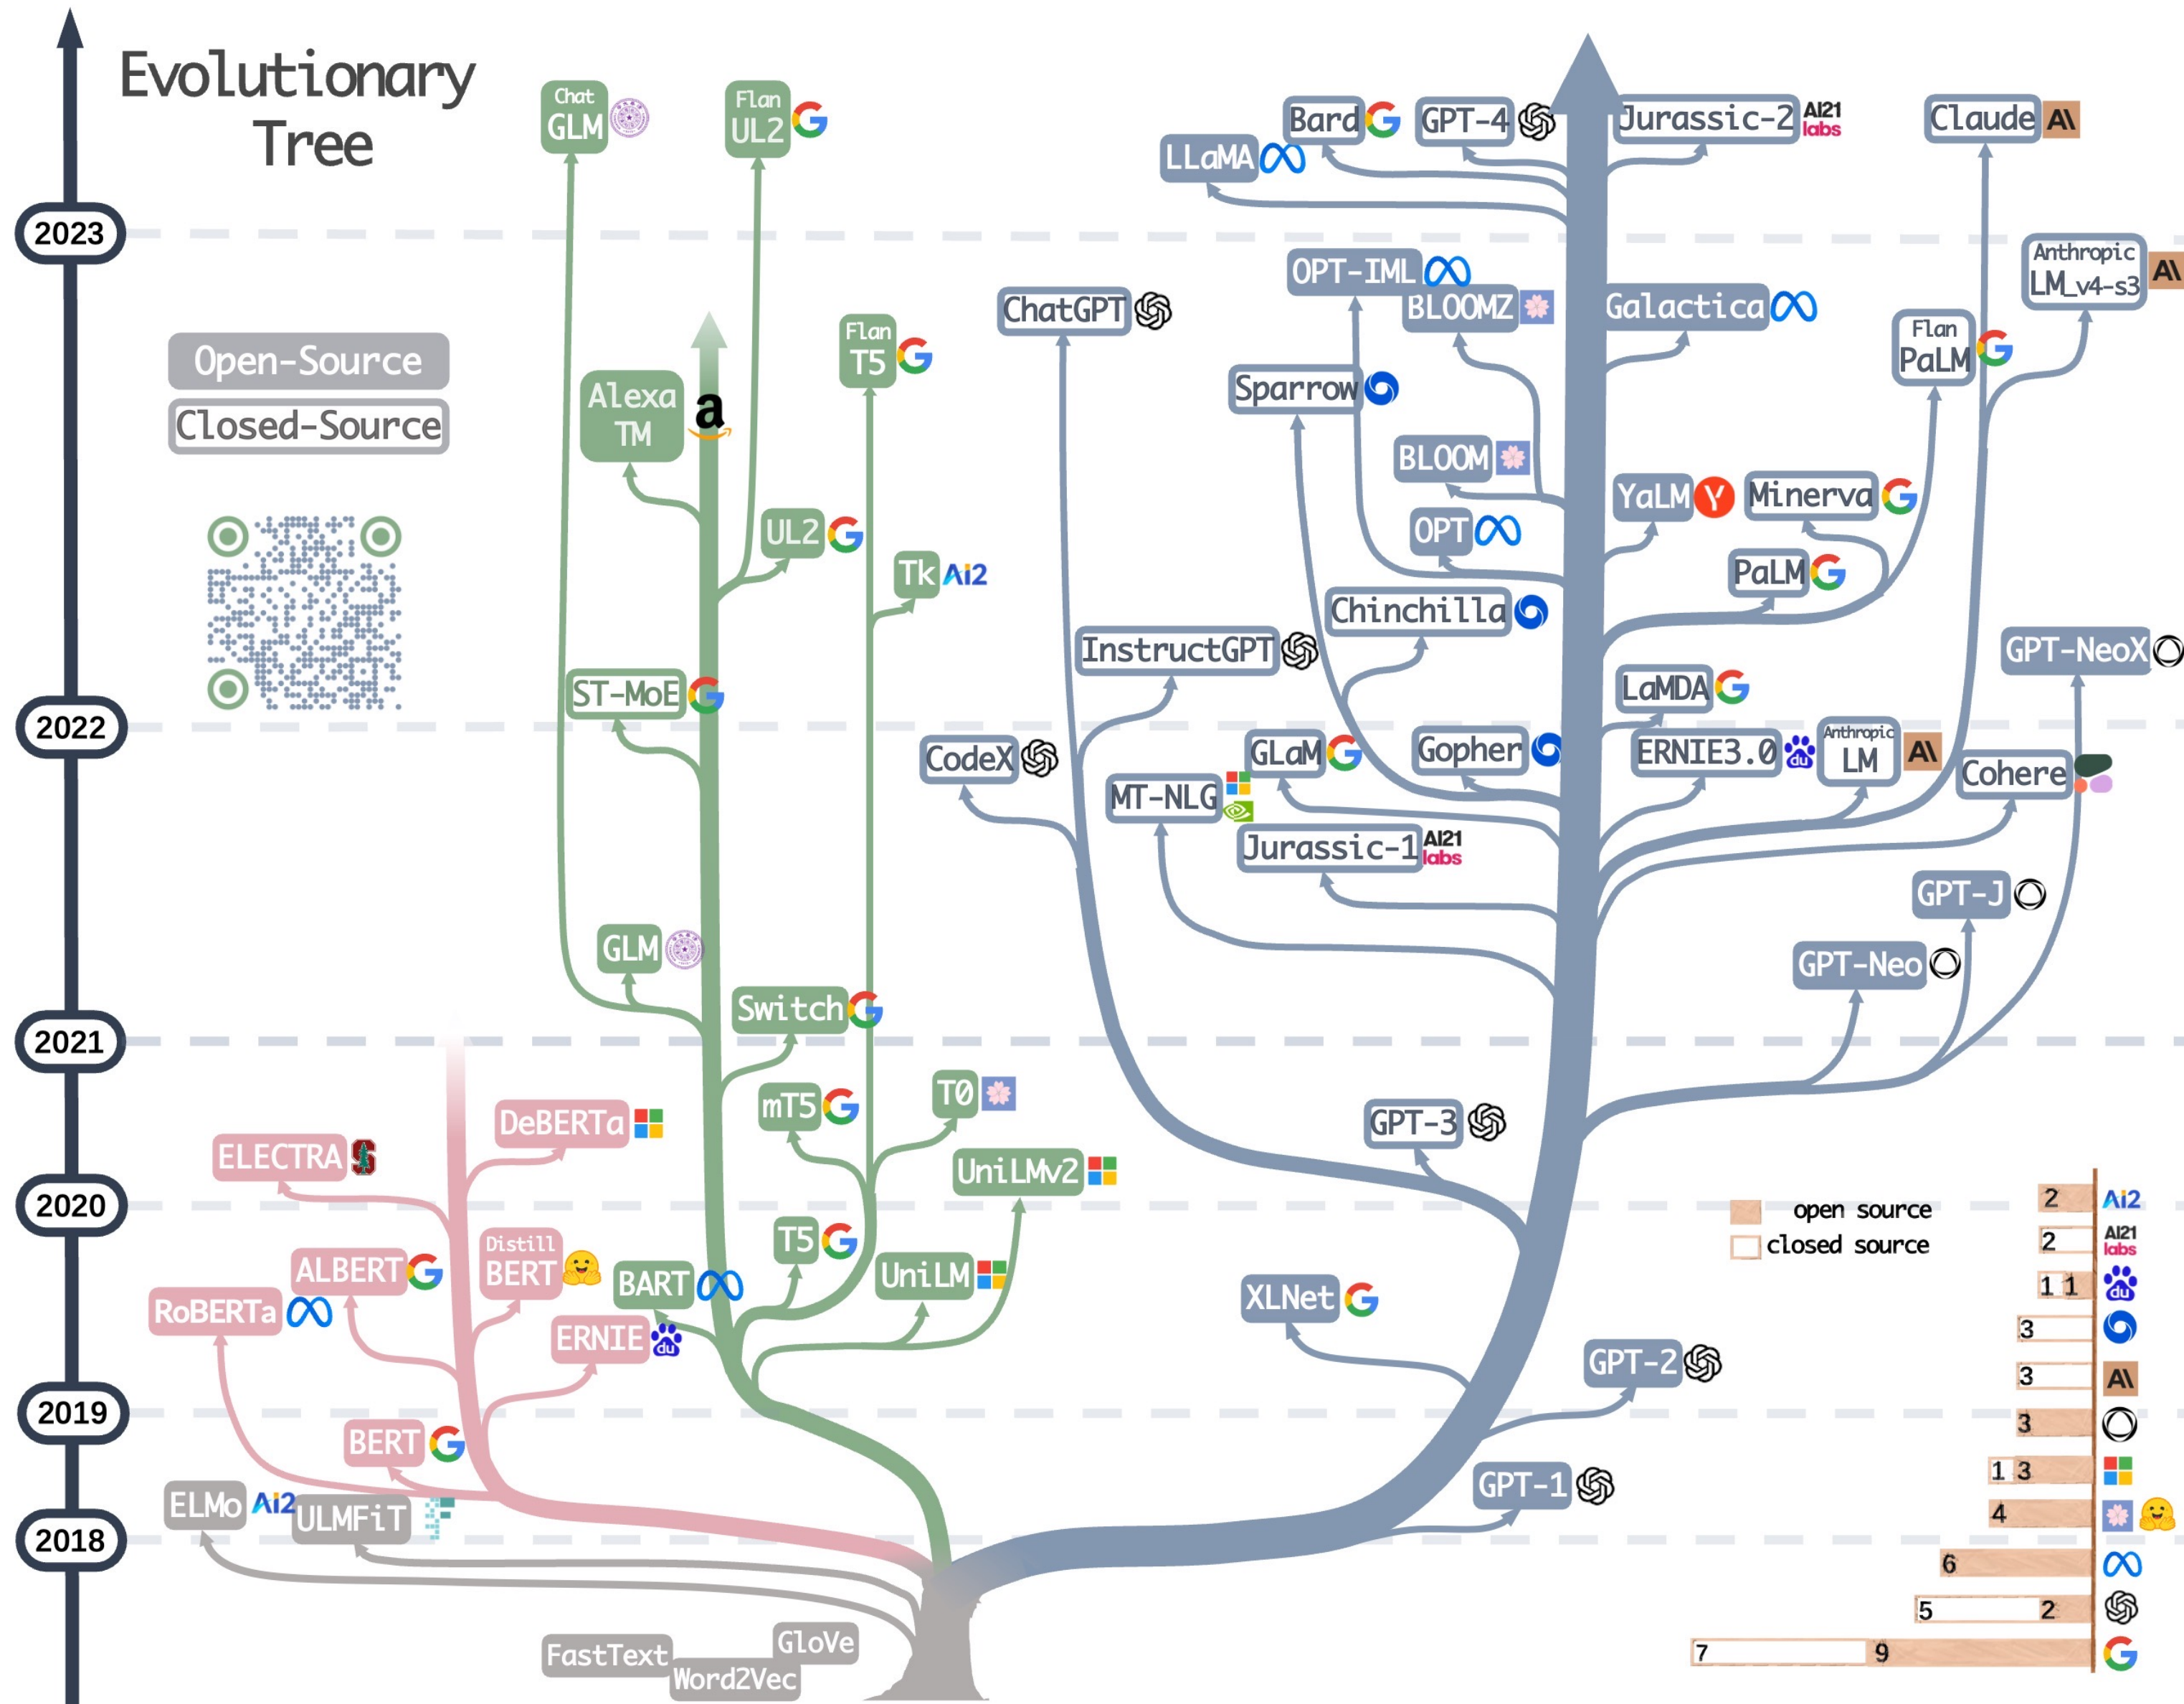 Evolutionary
Tree
2023
2022
2021
2020
2019
2018
Open-Source
Closed-Source
Chat
GLM
Flan
UL2
Bard
GPT-4
Jurassic-2
AI21
labs
Claude
A\
LLaMA
Anthropic
LM_v4-s3
A\
OPT-IML
ChatGPT
BLOOMZ
Galactica
Flan
T5
Flan
PaLM
Alexa
TM
a
Sparrow
BLOOM
YaLM
Y
Minerva
UL2
OPT
Tk
Ai2
PaLM
Chinchilla
InstructGPT
GPT-NeoX
ST-MoE
LaMDA
CodeX
GLaM
Gopher
ERNIE3.0
du
Anthropic
LM
A\
Cohere
MT-NLG
Jurassic-1
AI21
labs
GPT-J
GLM
GPT-Neo
Switch
mT5
T0
DeBERTa
GPT-3
ELECTRA
S
UniLMv2
T5
Distill
BERT
ALBERT
BART
UniLM
RoBERTa
ERNIE
du
XLNet
GPT-2
BERT
GPT-1
ELMo
Ai2
ULMFiT
FastText
Word2Vec
GloVe
open source
closed source
2
Ai2
2
AI21
labs
1 1
du
3
3
A\
3
1 3
4
6
5 2
7 9